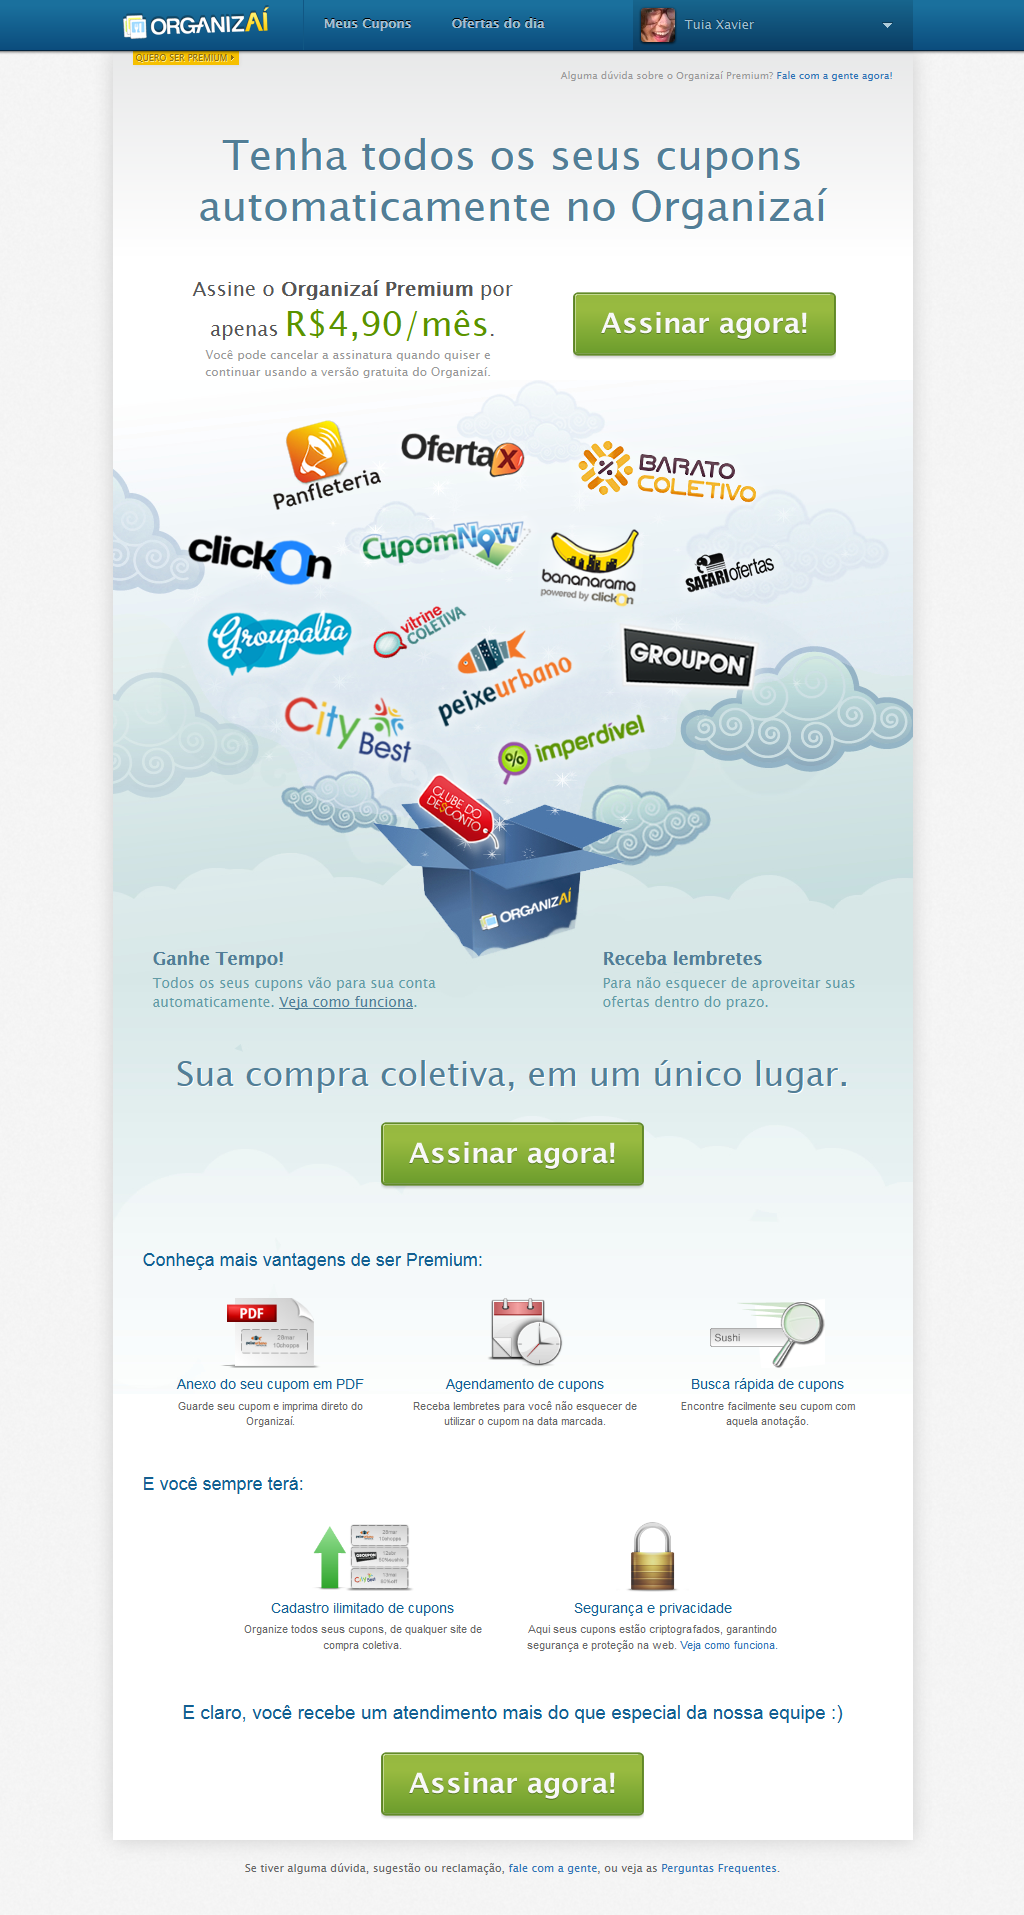 ORGANIZAÍ
Meus Cupons
Ofertas do dia
Tuia Xavier
QUERO SER PREMIUM
Alguma dúvida sobre o Organizaí Premium? Fale com a gente agora!
Tenha todos os seus cupons
automaticamente no Organizaí
Assine o Organizaí Premium por
apenas R$4,90/mês.
Você pode cancelar a assinatura quando quiser e
continuar usando a versão gratuita do Organizaí.
Assinar agora!
Panfleteria
OfertaX
BARATO
COLETIVO
clickOn
CupomNow
bananarama
powered by clickOn
SAFARIofertas
Groupalia
vitrine
COLETIVA
peixeurbano
GROUPON
City
Best
% imperdível
CLUBE DO
DESCONTO
ORGANIZAÍ
Ganhe Tempo!
Todos os seus cupons vão para sua conta
automaticamente. Veja como funciona.
Receba lembretes
Para não esquecer de aproveitar suas
ofertas dentro do prazo.
Sua compra coletiva, em um único lugar.
Assinar agora!
Conheça mais vantagens de ser Premium:
PDF
28mar
10chopps
Sushi
Anexo do seu cupom em PDF
Guarde seu cupom e imprima direto do
Organizaí.
Agendamento de cupons
Receba lembretes para você não esquecer de
utilizar o cupom na data marcada.
Busca rápida de cupons
Encontre facilmente seu cupom com
aquela anotação.
E você sempre terá:
28mar
10chopps
GROUPON
City Best
Cadastro ilimitado de cupons
Organize todos seus cupons, de qualquer site de
compra coletiva.
Segurança e privacidade
Aqui seus cupons estão criptografados, garantindo
segurança e proteção na web. Veja como funciona.
E claro, você recebe um atendimento mais do que especial da nossa equipe :)
Assinar agora!
Se tiver alguma dúvida, sugestão ou reclamação, fale com a gente, ou veja as Perguntas Frequentes.